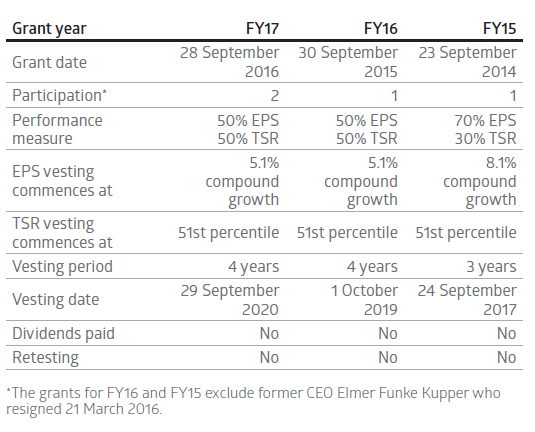 Grant year FY17 FY16 FY15
Grant date 28 September 2016 30 September 2015 23 September 2014
Participation* 2 1 1
Performance measure 50% EPS 50% TSR 50% EPS 50% TSR 70% EPS 30% TSR
EPS vesting commences at 5.1% compound growth 5.1% compound growth 8.1% compound growth
TSR vesting commences at 51st percentile 51st percentile 51st percentile
Vesting period 4 years 4 years 3 years
Vesting date 29 September 2020 1 October 2019 24 September 2017
Dividends paid No No No
Retesting No No No
*The grants for FY16 and FY15 exclude former CEO Elmer Funke Kupper who
resigned 21 March 2016.